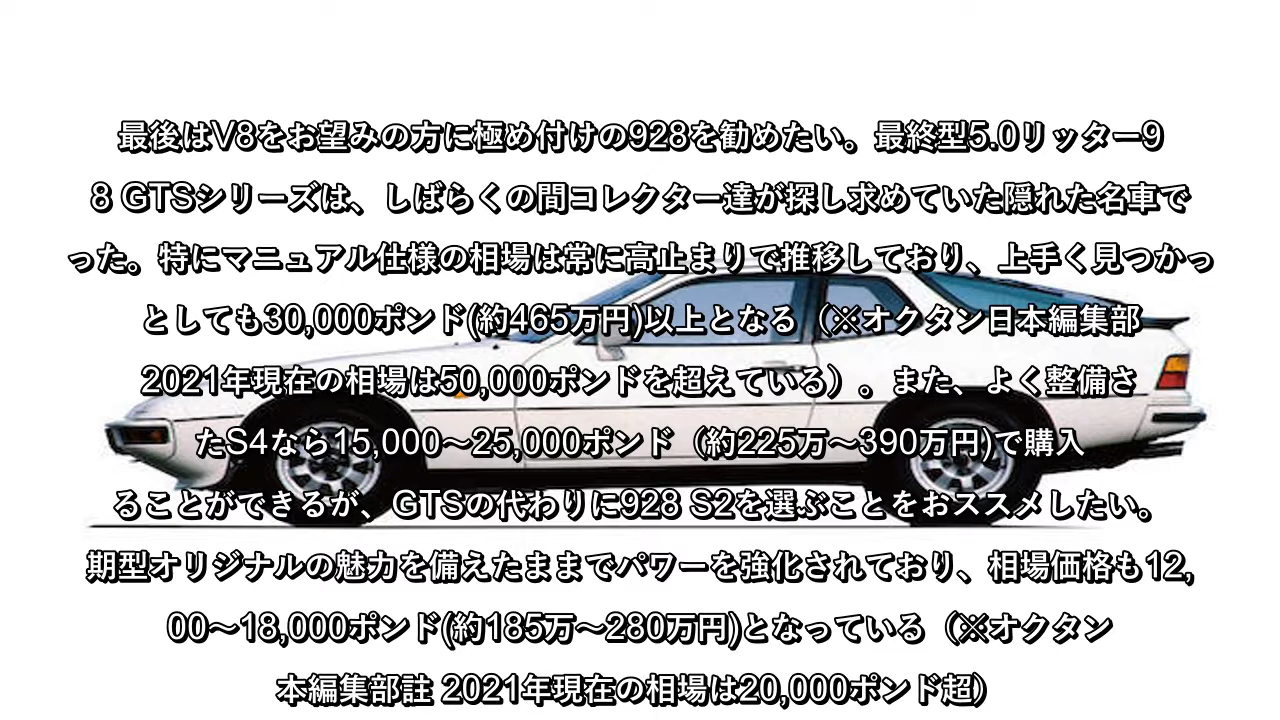 最後はV8をお望みの方に極め付けの928を勧めたい。最終型5.0リッター9
8 GTSシリーズは、しばらくの間コレクター達が探し求めていた隠れた名車で
った。特にマニュアル仕様の相場は常に高止まりで推移しており、上手く見つかっ
としても30,000ポンド(約465万円)以上となる（※オクタン日本編集部
2021年現在の相場は50,000ポンドを超えている）。また、よく整備さ
たS4なら15,000～25,000ポンド（約225万～390万円)で購入
ることができるが、GTSの代わりに928 S2を選ぶことをおススメしたい。
期型オリジナルの魅力を備えたままでパワーを強化されており、相場価格も12,
00～18,000ポンド(約185万～280万円)となっている（※オクタン
本編集部註 2021年現在の相場は20,000ポンド超）